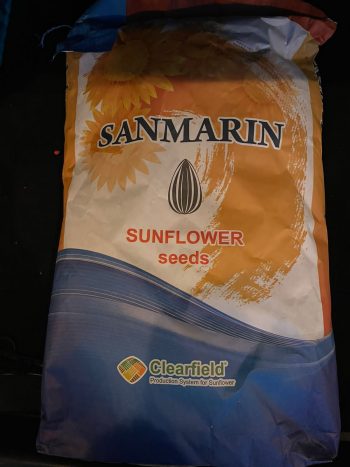 SANMARIN
SUNFLOWER
seeds
Clearfield®
Production System for Sunflower